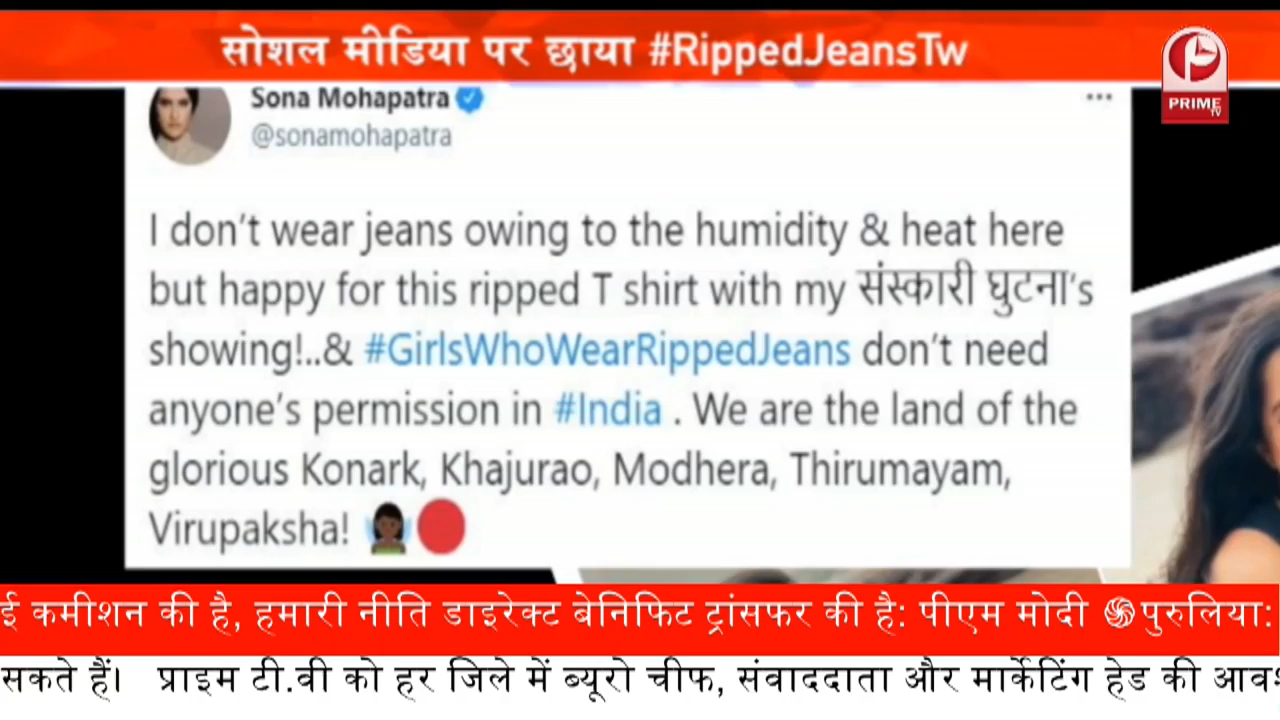 सोशल मीडिया पर छाया #RippedJeansTw
PRIME
TV
Sona Mohapatra
@sonamohapatra
I don't wear jeans owing to the humidity & heat here
but happy for this ripped T shirt with my संस्कारी घुटना's
showing!..& #GirlsWhoWearRippedJeans don't need
anyone's permission in #India . We are the land of the
glorious Konark, Khajurao, Modhera, Thirumayam,
Virupaksha!
ई कमीशन की है, हमारी नीति डाइरेक्ट बेनिफिट ट्रांसफर की है: पीएम मोदी पुरुलिया:
सकते हैं। प्राइम टी.वी को हर जिले में ब्यूरो चीफ, संवाददाता और मार्केटिंग हेड की आव